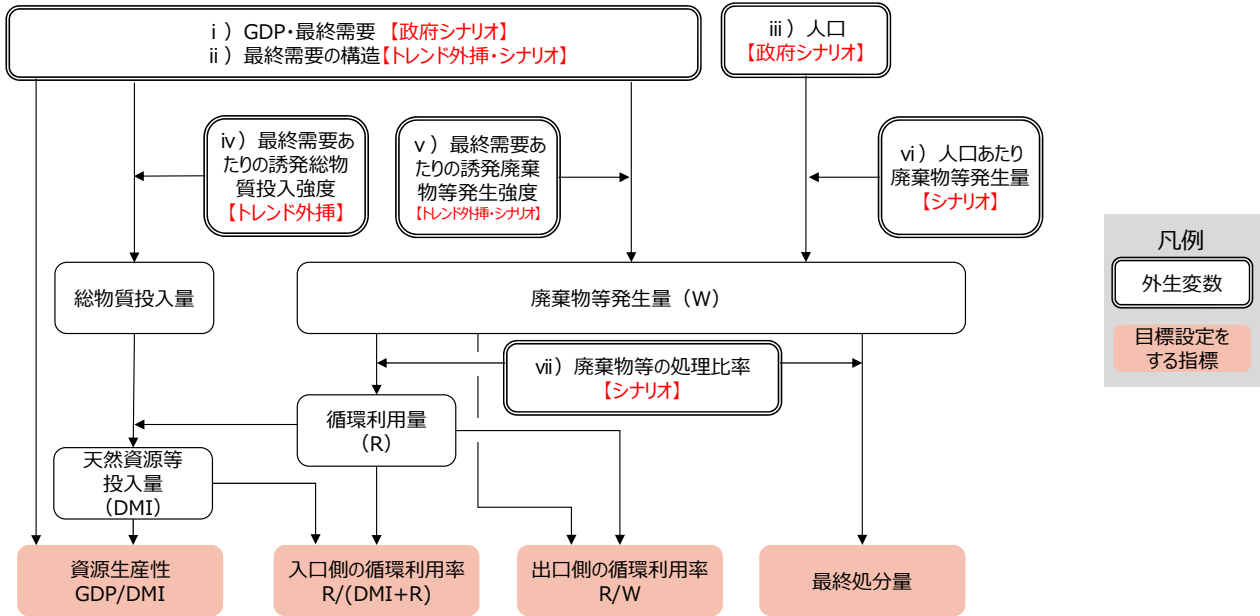 ⅰ）GDP・最終需要 【政府シナリオ】
ⅱ）最終需要の構造【トレンド外挿・シナリオ】
ⅲ）人口
【政府シナリオ】
ⅳ）最終需要あ
たりの誘発総物
質投入強度
【トレンド外挿】
ⅴ）最終需要
あたりの誘発廃棄
物等発生強度
【トレンド外挿・シナリオ】
ⅵ）人口あたり
廃棄物等発生量
【シナリオ】
凡例
外生変数
目標設定を
する指標
総物質投入量
廃棄物等発生量（W）
ⅶ）廃棄物等の処理比率
【シナリオ】
循環利用量
（R）
天然資源等
投入量
（DMI）
資源生産性
GDP/DMI
入口側の循環利用率
R/(DMI+R)
出口側の循環利用率
R/W
最終処分量